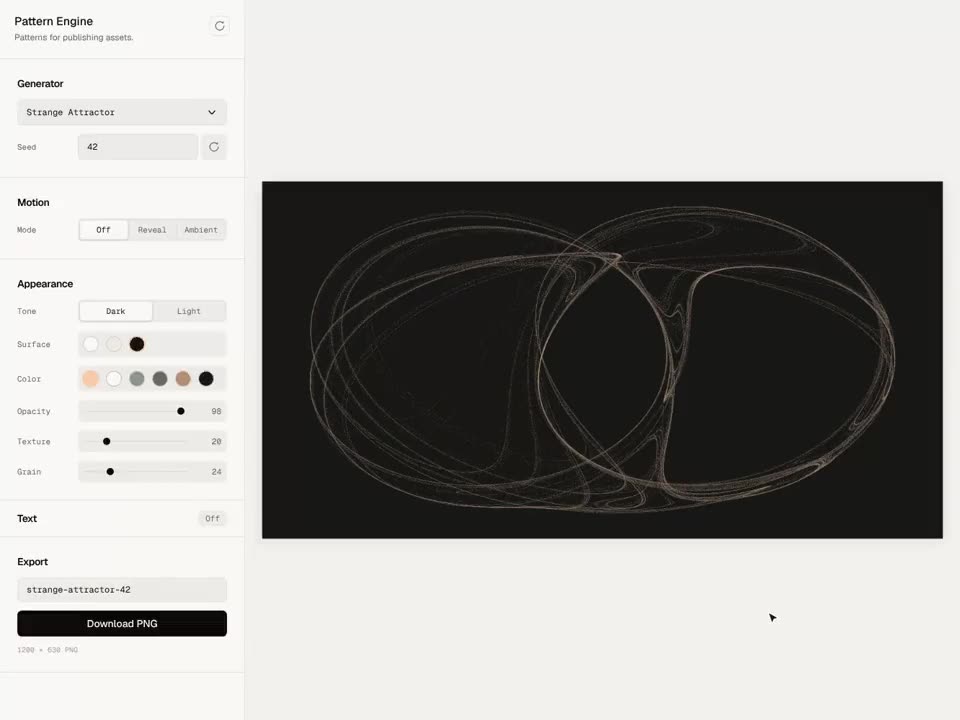 Pattern Engine
Patterns for publishing assets.
Generator
Strange Attractor
Seed 42
Motion
Mode Off Reveal Ambient
Appearance
Tone Dark Light
Surface
Color
Opacity 98
Texture 20
Grain 24
Text Off
Export
strange-attractor-42
Download PNG
1200 × 630 PNG